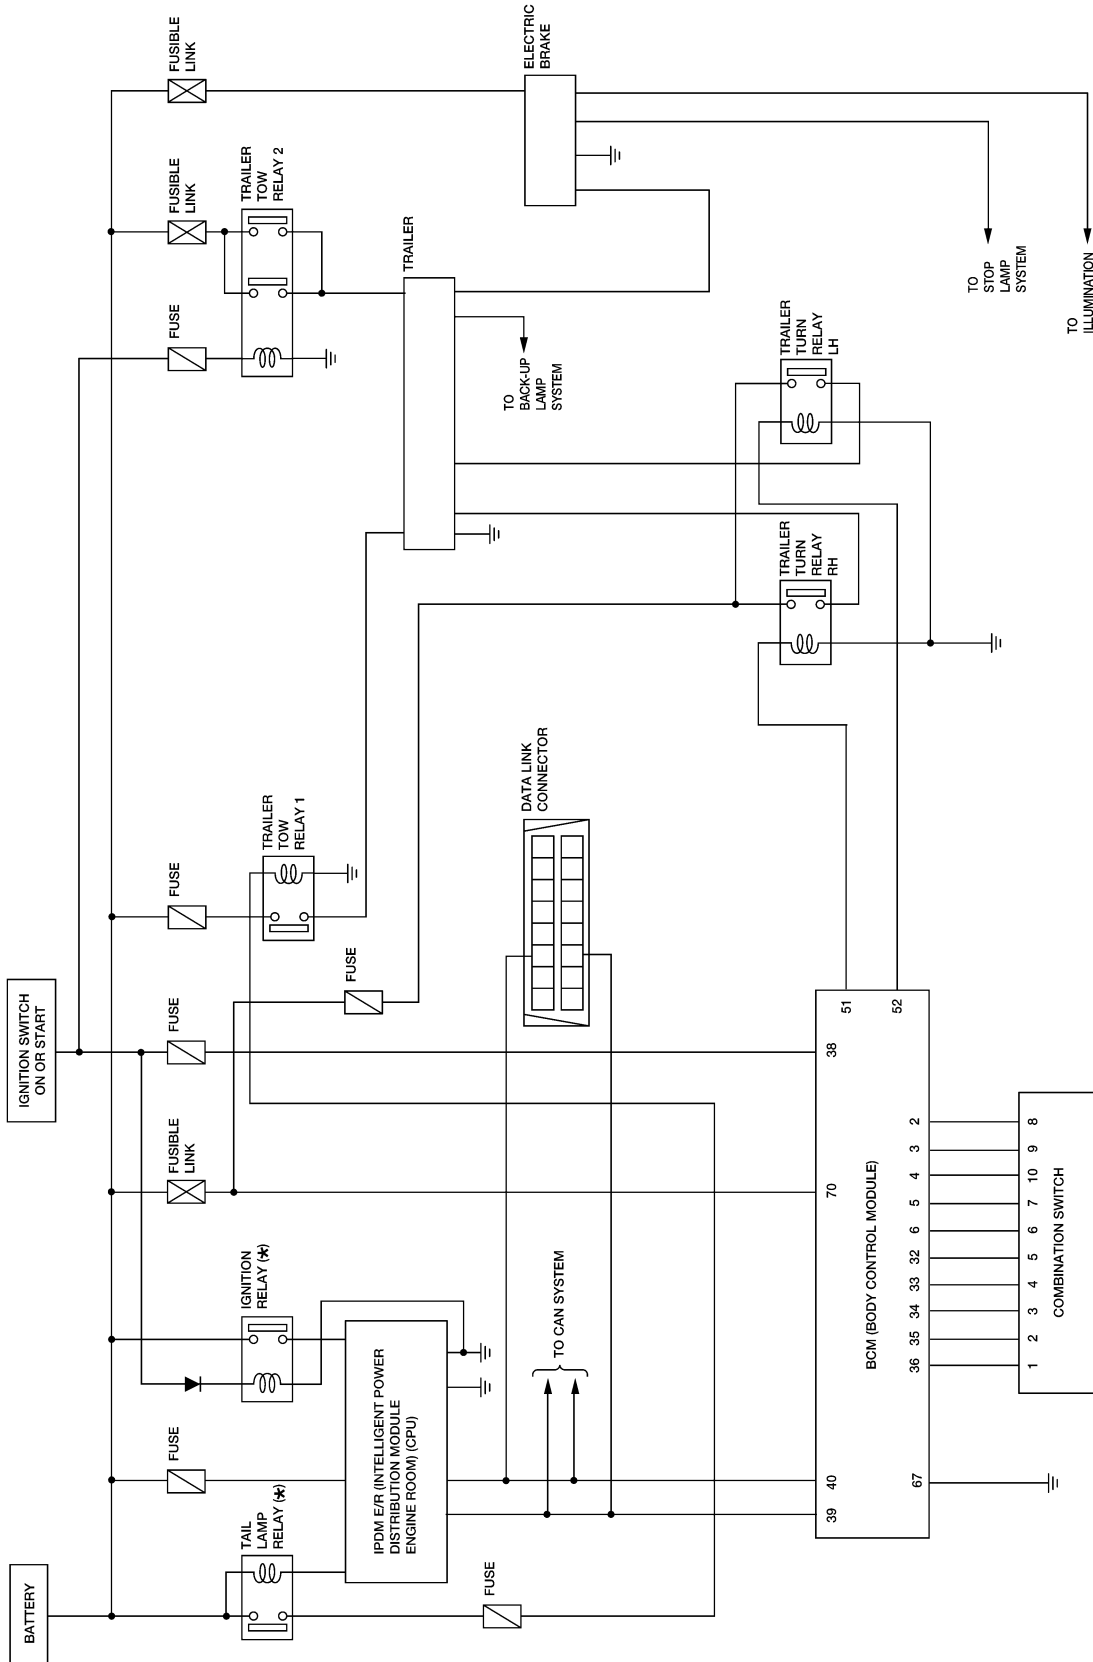 BATTERY
IGNITION SWITCH
ON OR START
FUSE
FUSIBLE
LINK
FUSE
FUSE
FUSE
FUSIBLE
LINK
FUSIBLE
LINK
TAIL
LAMP
RELAY (*)
IGNITION
RELAY (*)
TRAILER
TOW
RELAY 1
TRAILER
TOW
RELAY 2
FUSE
IPDM E/R (INTELLIGENT POWER
DISTRIBUTION MODULE
ENGINE ROOM) (CPU)
TRAILER
FUSE
TO CAN SYSTEM
DATA LINK
CONNECTOR
TO
BACK-UP
LAMP
SYSTEM
ELECTRIC
BRAKE
TRAILER
TURN
RELAY
RH
TRAILER
TURN
RELAY
LH
39
40
70
38
BCM (BODY CONTROL MODULE)
51
52
67
36
35
34
33
32
6
5
4
3
2
1
2
3
4
5
6
7
10
9
8
COMBINATION SWITCH
TO
STOP
LAMP
SYSTEM
TO
ILLUMINATION